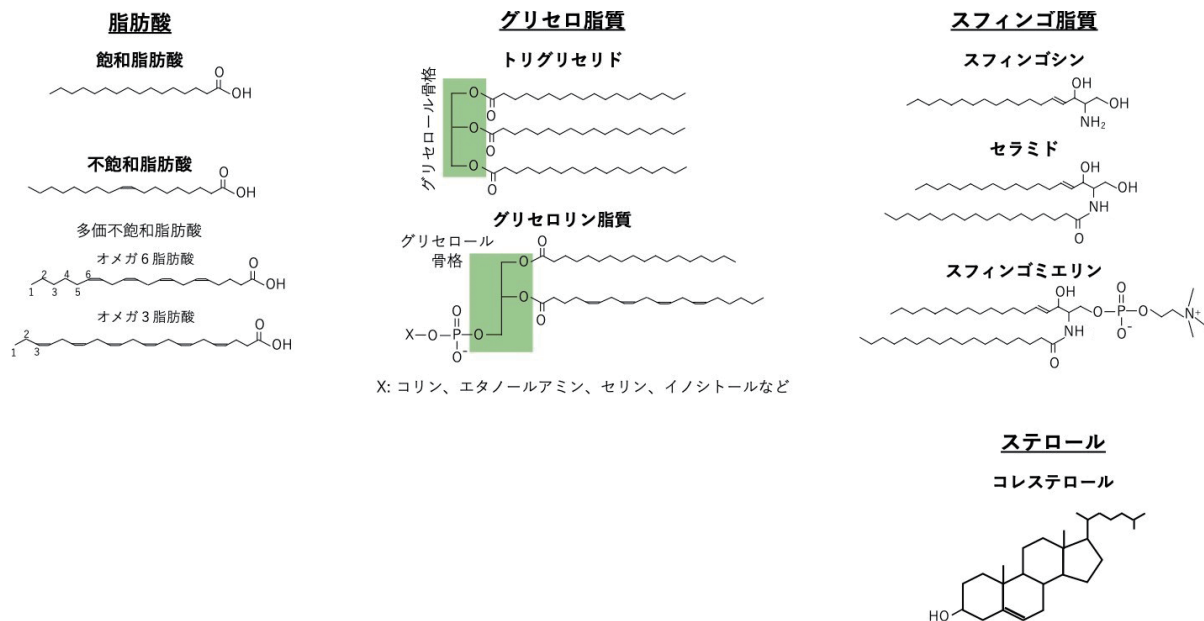 脂肪酸
飽和脂肪酸
O
OH
不飽和脂肪酸
O
OH
多価不飽和脂肪酸
オメガ6脂肪酸
1 2 3 4 5 6
O
OH
オメガ3脂肪酸
1 2 3
O
OH
グリセロ脂質
トリグリセリド
グリセロール骨格
O
O
O
O
O
O
グリセロリン脂質
グリセロール
骨格
O
O
O
O
X-O-P-O
O
O-
X: コリン、エタノールアミン、セリン、イノシトールなど
スフィンゴ脂質
スフィンゴシン
OH
OH
NH2
セラミド
OH
OH
NH
O
スフィンゴミエリン
OH
O
O-P-O
O-
N+
NH
O
ステロール
コレステロール
HO